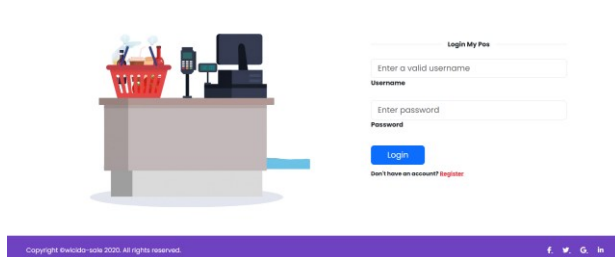 Login My Pos
Enter a valid username
Username
Enter password
Password
Login
Don't have an account? Register
Copyright ©wicida-sale 2020. All rights reserved.